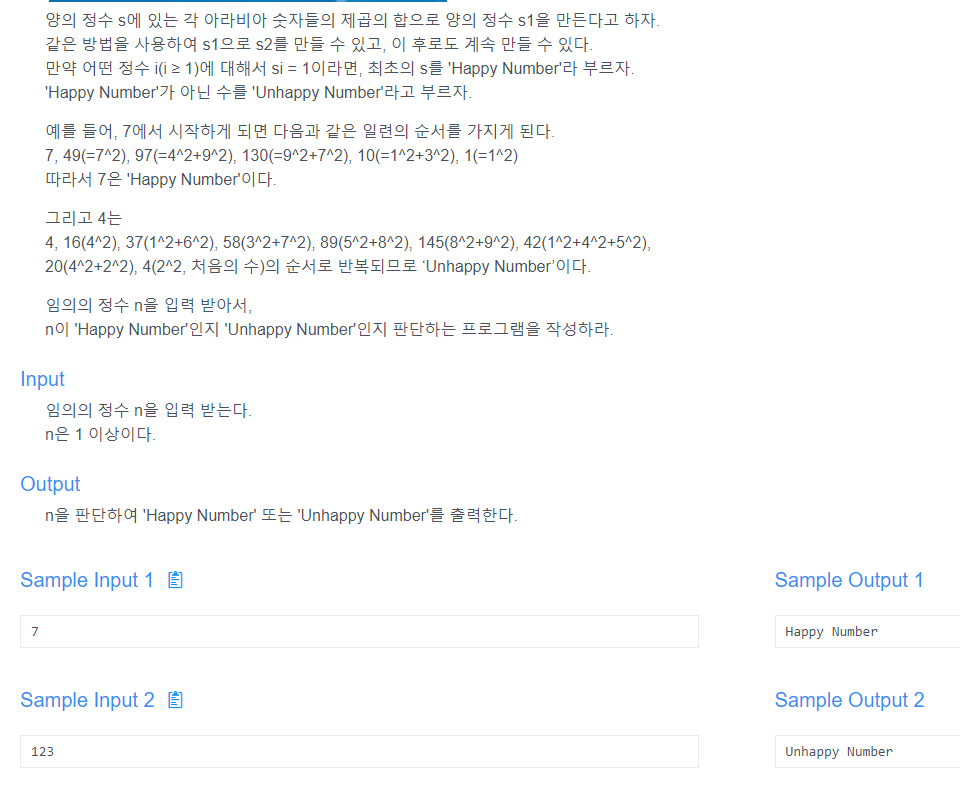 양의 정수 s에 있는 각 아라비아 숫자들의 제곱의 합으로 양의 정수 s1을 만든다고 하자.
같은 방법을 사용하여 s1으로 s2를 만들 수 있고, 이 후로도 계속 만들 수 있다.
만약 어떤 정수 i(i ≥ 1)에 대해서 si = 1이라면, 최초의 s를 'Happy Number'라 부르자.
'Happy Number'가 아닌 수를 'Unhappy Number'라고 부르자.
예를 들어, 7에서 시작하게 되면 다음과 같은 일련의 순서를 가지게 된다.
7, 49(=7^2), 97(=4^2+9^2), 130(=9^2+7^2), 10(=1^2+3^2), 1(=1^2)
따라서 7은 'Happy Number'이다.
그리고 4는
4, 16(4^2), 37(1^2+6^2), 58(3^2+7^2), 89(5^2+8^2), 145(8^2+9^2), 42(1^2+4^2+5^2),
20(4^2+2^2), 4(2^2, 처음의 수)의 순서로 반복되므로 ‘Unhappy Number’이다.
임의의 정수 n을 입력 받아서,
n이 'Happy Number'인지 'Unhappy Number'인지 판단하는 프로그램을 작성하라.
Input
임의의 정수 n을 입력 받는다.
n은 1 이상이다.
Output
n을 판단하여 'Happy Number' 또는 'Unhappy Number'를 출력한다.
Sample Input 1
Sample Output 1
7
Happy Number
Sample Input 2
Sample Output 2
123
Unhappy Number